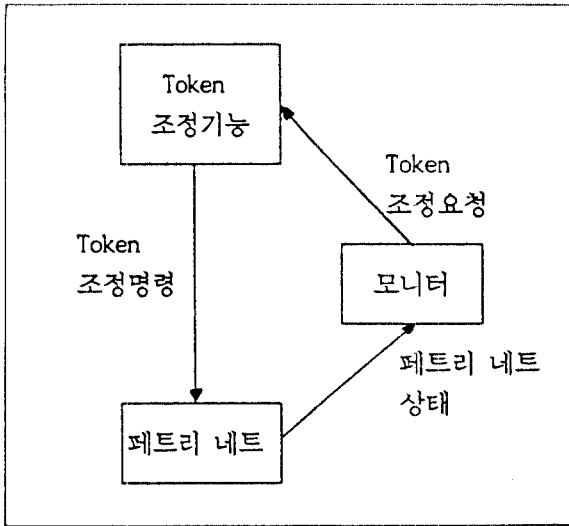 Token
조정기능
Token
조정요청
Token
조정명령
모니터
페트리 네트
상태
페트리 네트